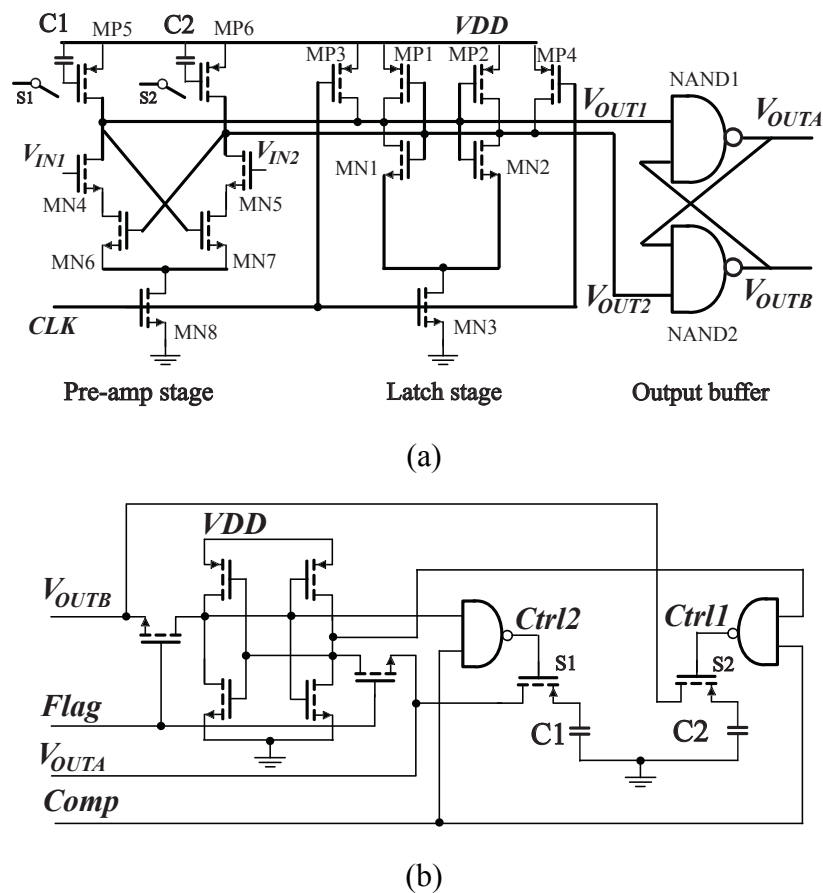 C1 MP5 C2 MP6 VDD
MP3 MP1 MP2 MP4
S1 S2 NAND1
VOUT1 VOUTA
VIN1 VIN2
MN1 MN2
MN4 MN5
MN6 MN7
VOUT2 VOUTB
CLK MN8 MN3 NAND2
Pre-amp stage Latch stage Output buffer
(a)
VDD
VOUTB Ctrl2 Ctrl1
S1 S2
Flag C1 C2
VOUTA
Comp
(b)